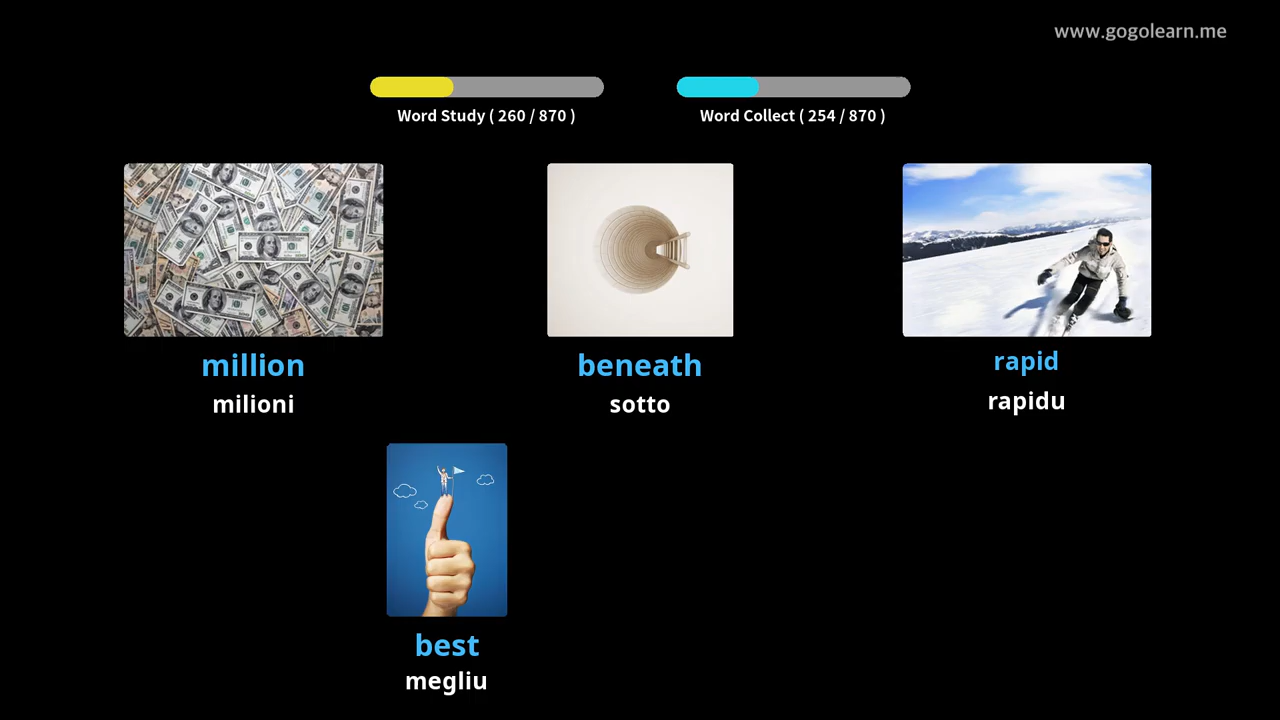 www.gogolearn.me
Word Study ( 260 / 870 )
Word Collect ( 254 / 870 )
million
milioni
beneath
sotto
rapid
rapidu
best
megliu